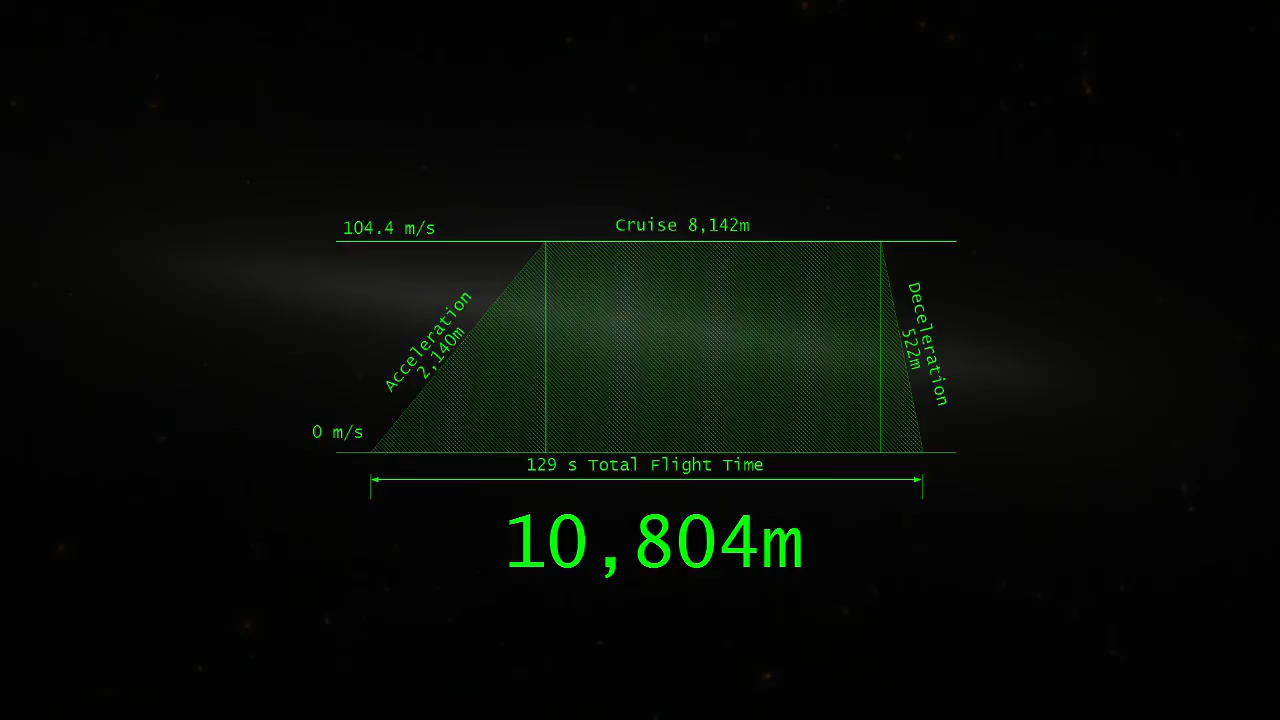 Cruise 8,142m
104.4 m/s
Acceleration
2,140m
Deceleration
522m
0 m/s
129 s Total Flight Time
10,804m